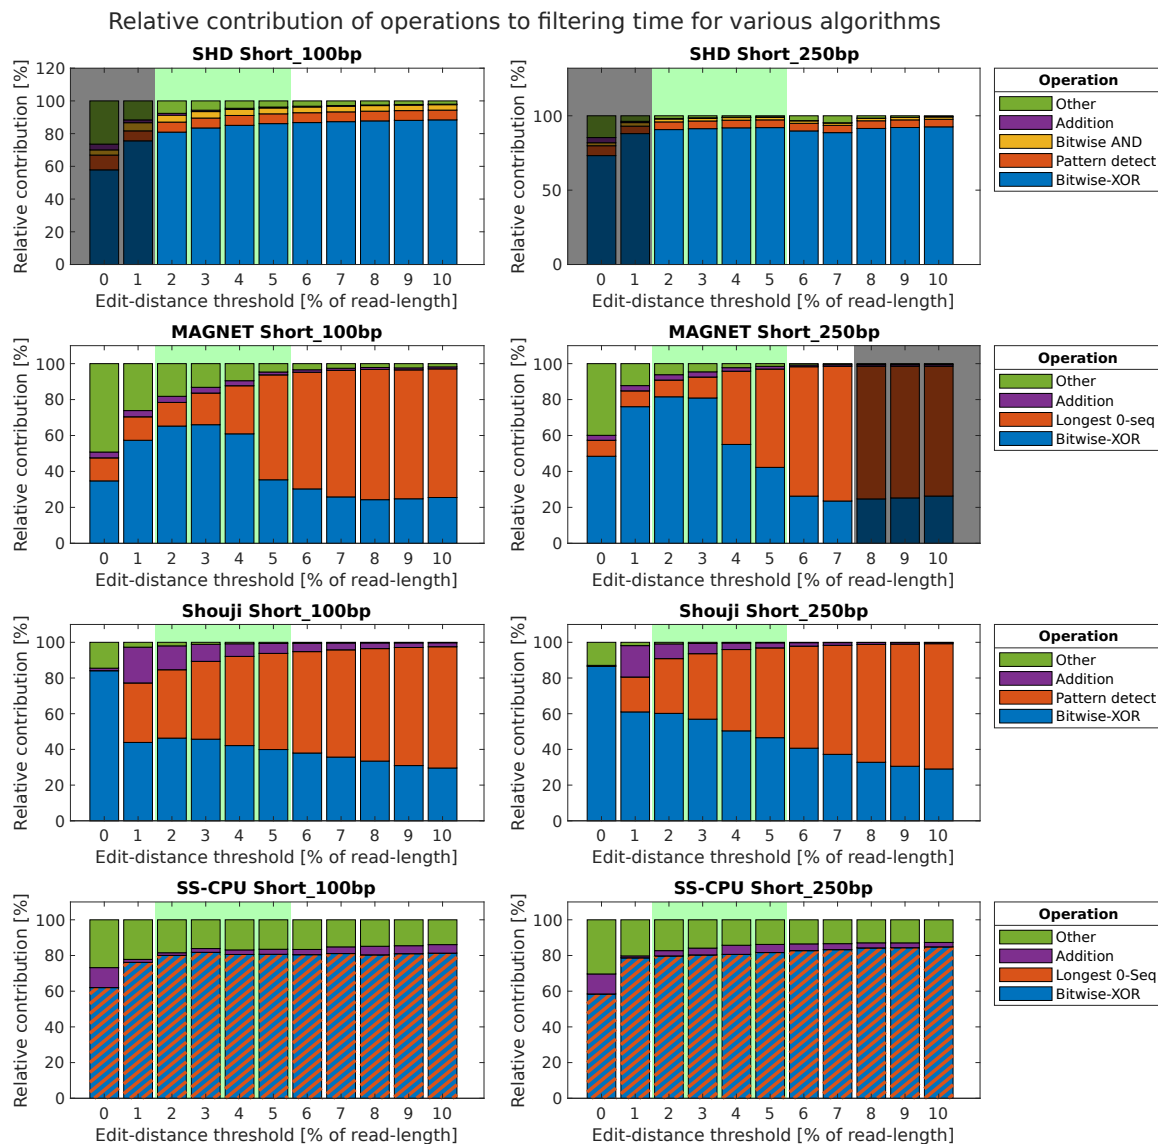 Relative contribution of operations to filtering time for various algorithms
SHD Short_100bp
Relative contribution [%]
120
100
80
60
40
20
0
0 1 2 3 4 5 6 7 8 9 10
Edit-distance threshold [% of read-length]
SHD Short_250bp
Relative contribution [%]
100
50
0
0 1 2 3 4 5 6 7 8 9 10
Edit-distance threshold [% of read-length]
Operation
Other
Addition
Bitwise AND
Pattern detect
Bitwise-XOR
MAGNET Short_100bp
Relative contribution [%]
100
80
60
40
20
0
0 1 2 3 4 5 6 7 8 9 10
Edit-distance threshold [% of read-length]
MAGNET Short_250bp
Relative contribution [%]
100
80
60
40
20
0
0 1 2 3 4 5 6 7 8 9 10
Edit-distance threshold [% of read-length]
Operation
Other
Addition
Longest 0-seq
Bitwise-XOR
Shouji Short_100bp
Relative contribution [%]
100
80
60
40
20
0
0 1 2 3 4 5 6 7 8 9 10
Edit-distance threshold [% of read-length]
Shouji Short_250bp
Relative contribution [%]
100
80
60
40
20
0
0 1 2 3 4 5 6 7 8 9 10
Edit-distance threshold [% of read-length]
Operation
Other
Addition
Pattern detect
Bitwise-XOR
SS-CPU Short_100bp
Relative contribution [%]
100
80
60
40
20
0
0 1 2 3 4 5 6 7 8 9 10
Edit-distance threshold [% of read-length]
SS-CPU Short_250bp
Relative contribution [%]
100
80
60
40
20
0
0 1 2 3 4 5 6 7 8 9 10
Edit-distance threshold [% of read-length]
Operation
Other
Addition
Longest 0-Seq
Bitwise-XOR